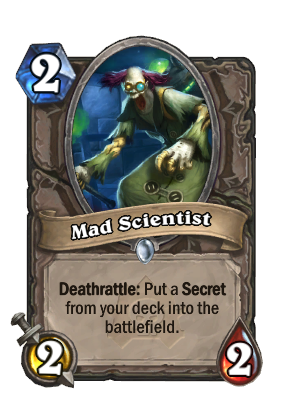 2
Mad Scientist
Deathrattle: Put a Secret
from your deck into the
battlefield.
2
2